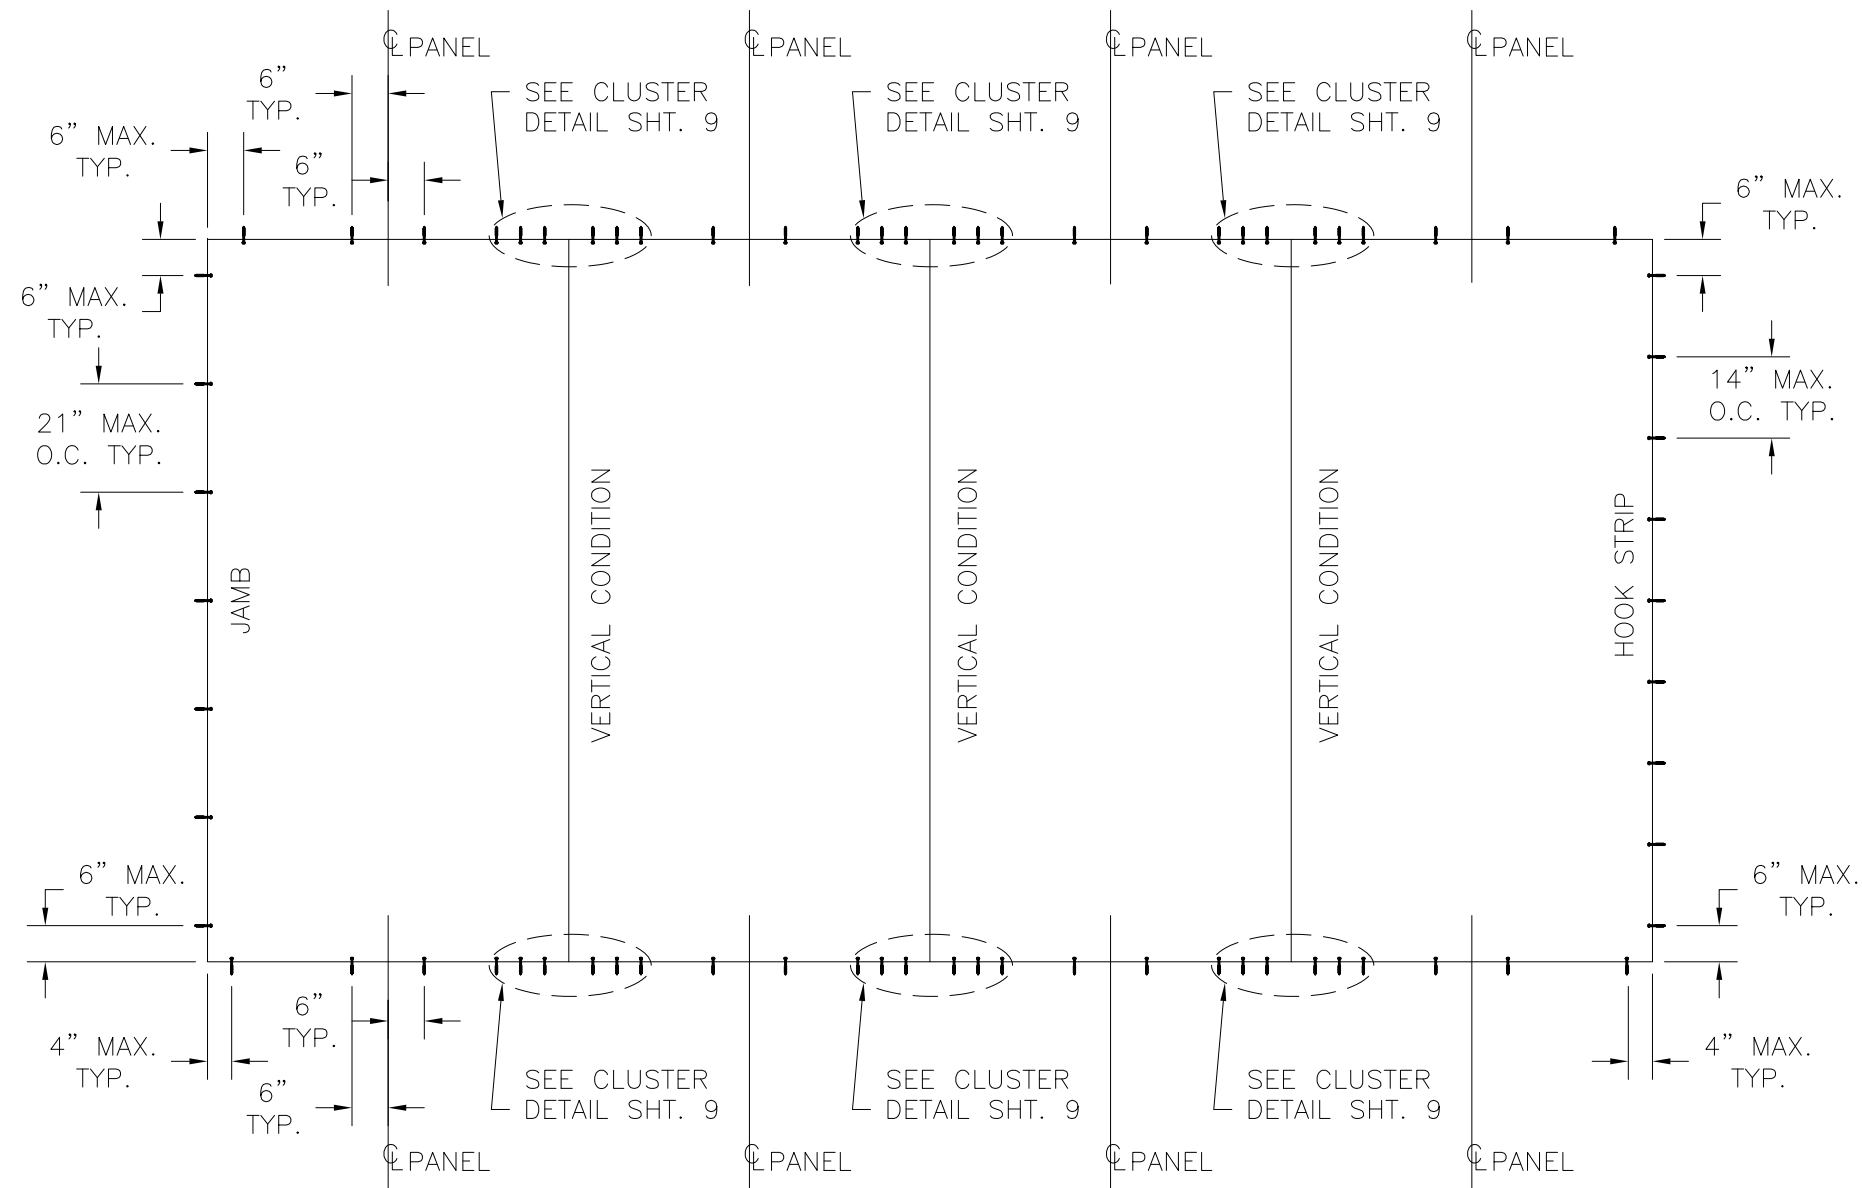 ℄ PANEL
℄ PANEL
℄ PANEL
℄ PANEL
6”
TYP.
SEE CLUSTER
DETAIL SHT. 9
SEE CLUSTER
DETAIL SHT. 9
SEE CLUSTER
DETAIL SHT. 9
6” MAX.
TYP.
6”
TYP.
6” MAX.
TYP.
6” MAX.
TYP.
21” MAX.
O.C. TYP.
14” MAX.
O.C. TYP.
JAMB
VERTICAL CONDITION
VERTICAL CONDITION
VERTICAL CONDITION
HOOK STRIP
6” MAX.
TYP.
6” MAX.
TYP.
6”
TYP.
4” MAX.
TYP.
6”
TYP.
SEE CLUSTER
DETAIL SHT. 9
SEE CLUSTER
DETAIL SHT. 9
SEE CLUSTER
DETAIL SHT. 9
4” MAX.
TYP.
℄ PANEL
℄ PANEL
℄ PANEL
℄ PANEL